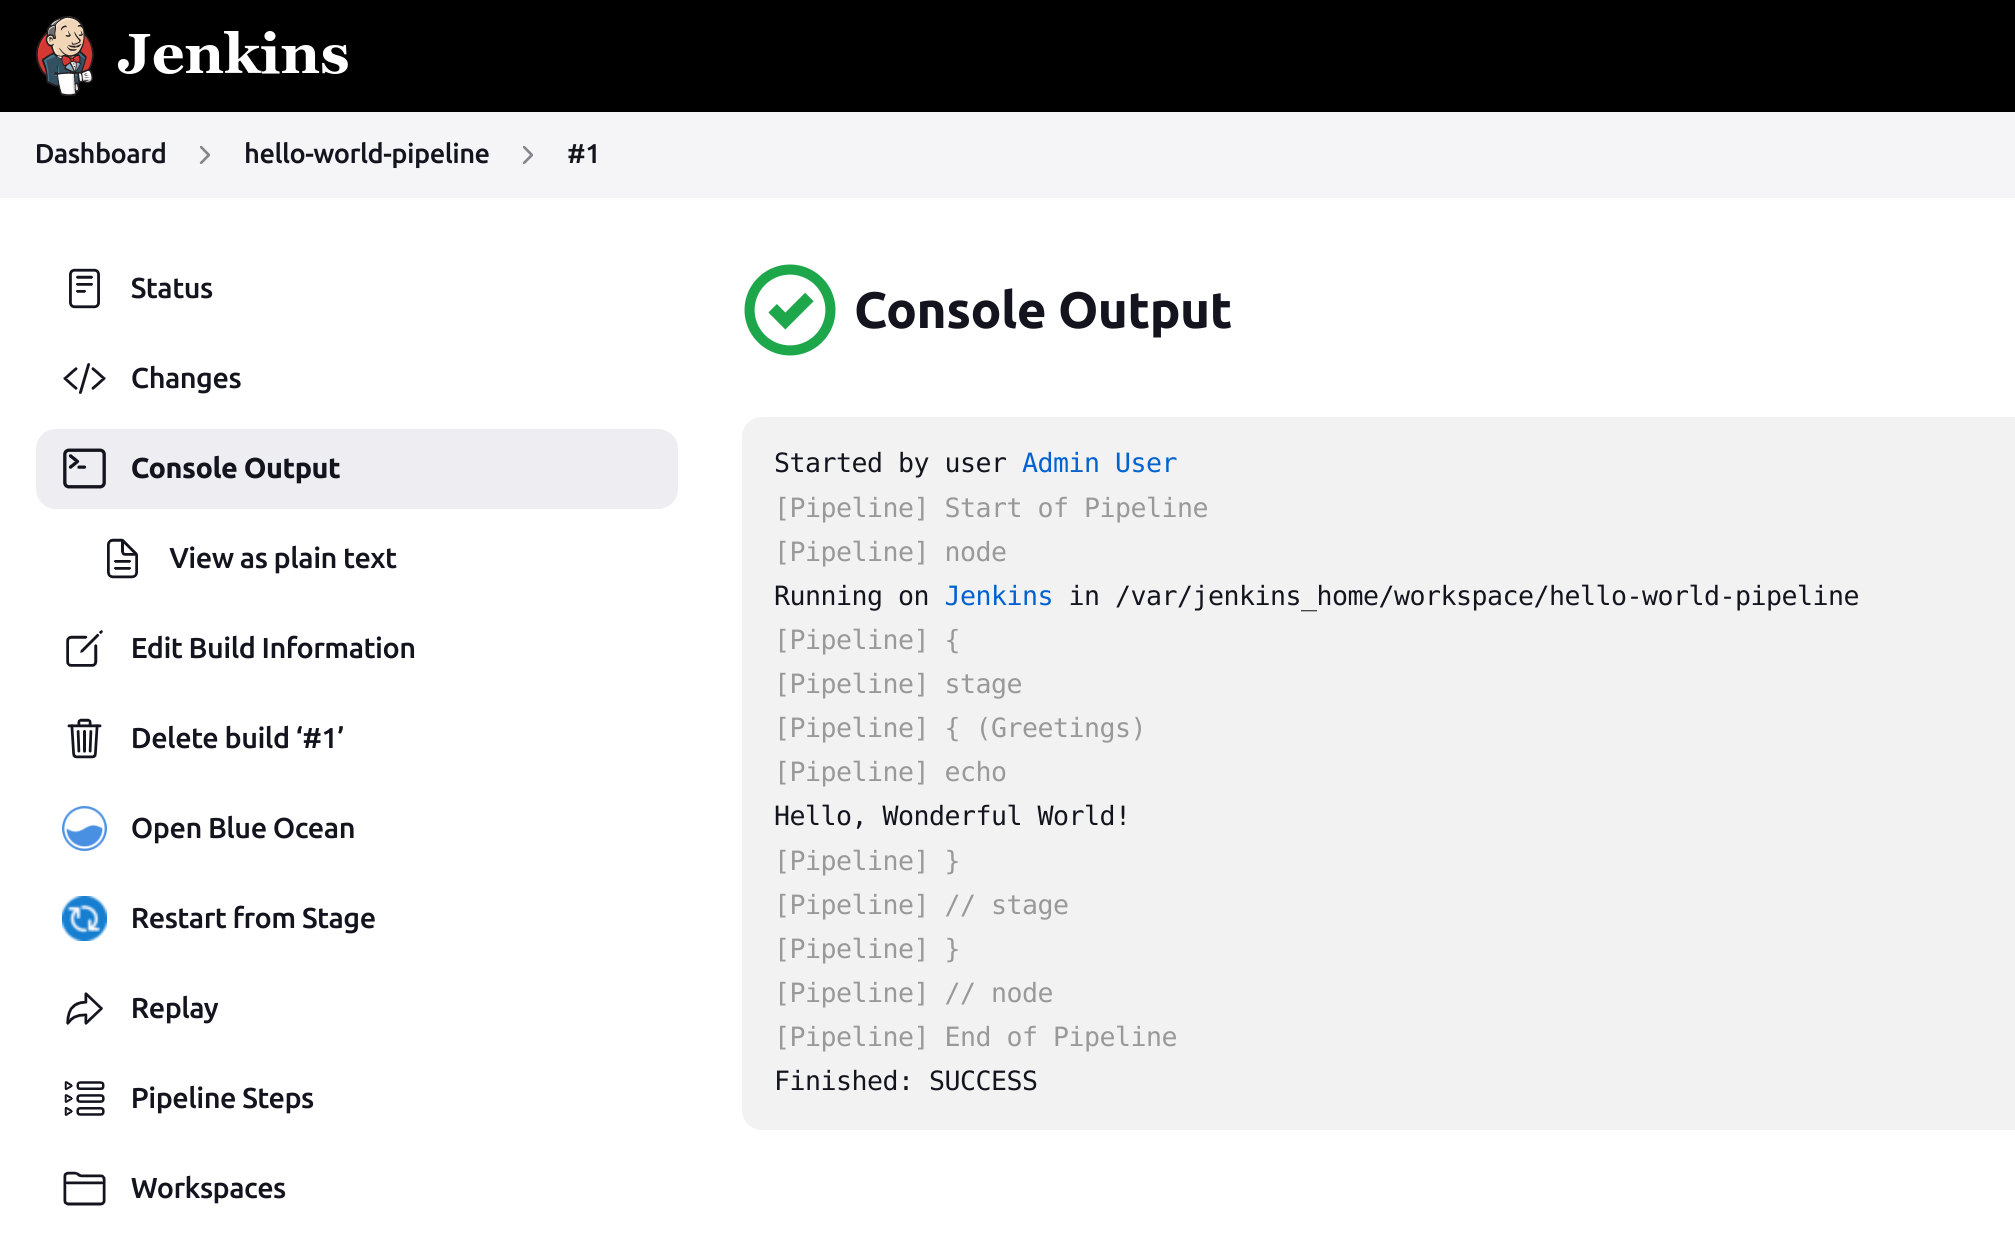 Jenkins
Dashboard > hello-world-pipeline > #1
Status
Changes
Console Output
View as plain text
Edit Build Information
Delete build ‘#1’
Open Blue Ocean
Restart from Stage
Replay
Pipeline Steps
Workspaces
Console Output
Started by user Admin User
[Pipeline] Start of Pipeline
[Pipeline] node
Running on Jenkins in /var/jenkins_home/workspace/hello-world-pipeline
[Pipeline] {
[Pipeline] stage
[Pipeline] { (Greetings)
[Pipeline] echo
Hello, Wonderful World!
[Pipeline] }
[Pipeline] // stage
[Pipeline] }
[Pipeline] // node
[Pipeline] End of Pipeline
Finished: SUCCESS